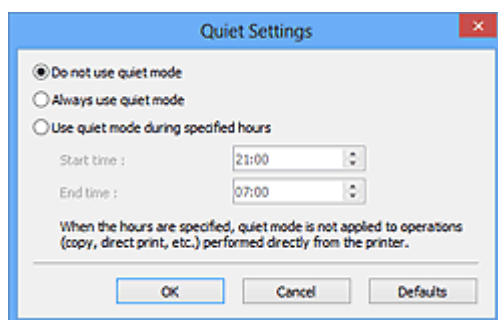 Quiet Settings
Do not use quiet mode
Always use quiet mode
Use quiet mode during specified hours
Start time : 21:00
End time : 07:00
When the hours are specified, quiet mode is not applied to operations
(copy, direct print, etc.) performed directly from the printer.
OK Cancel Defaults